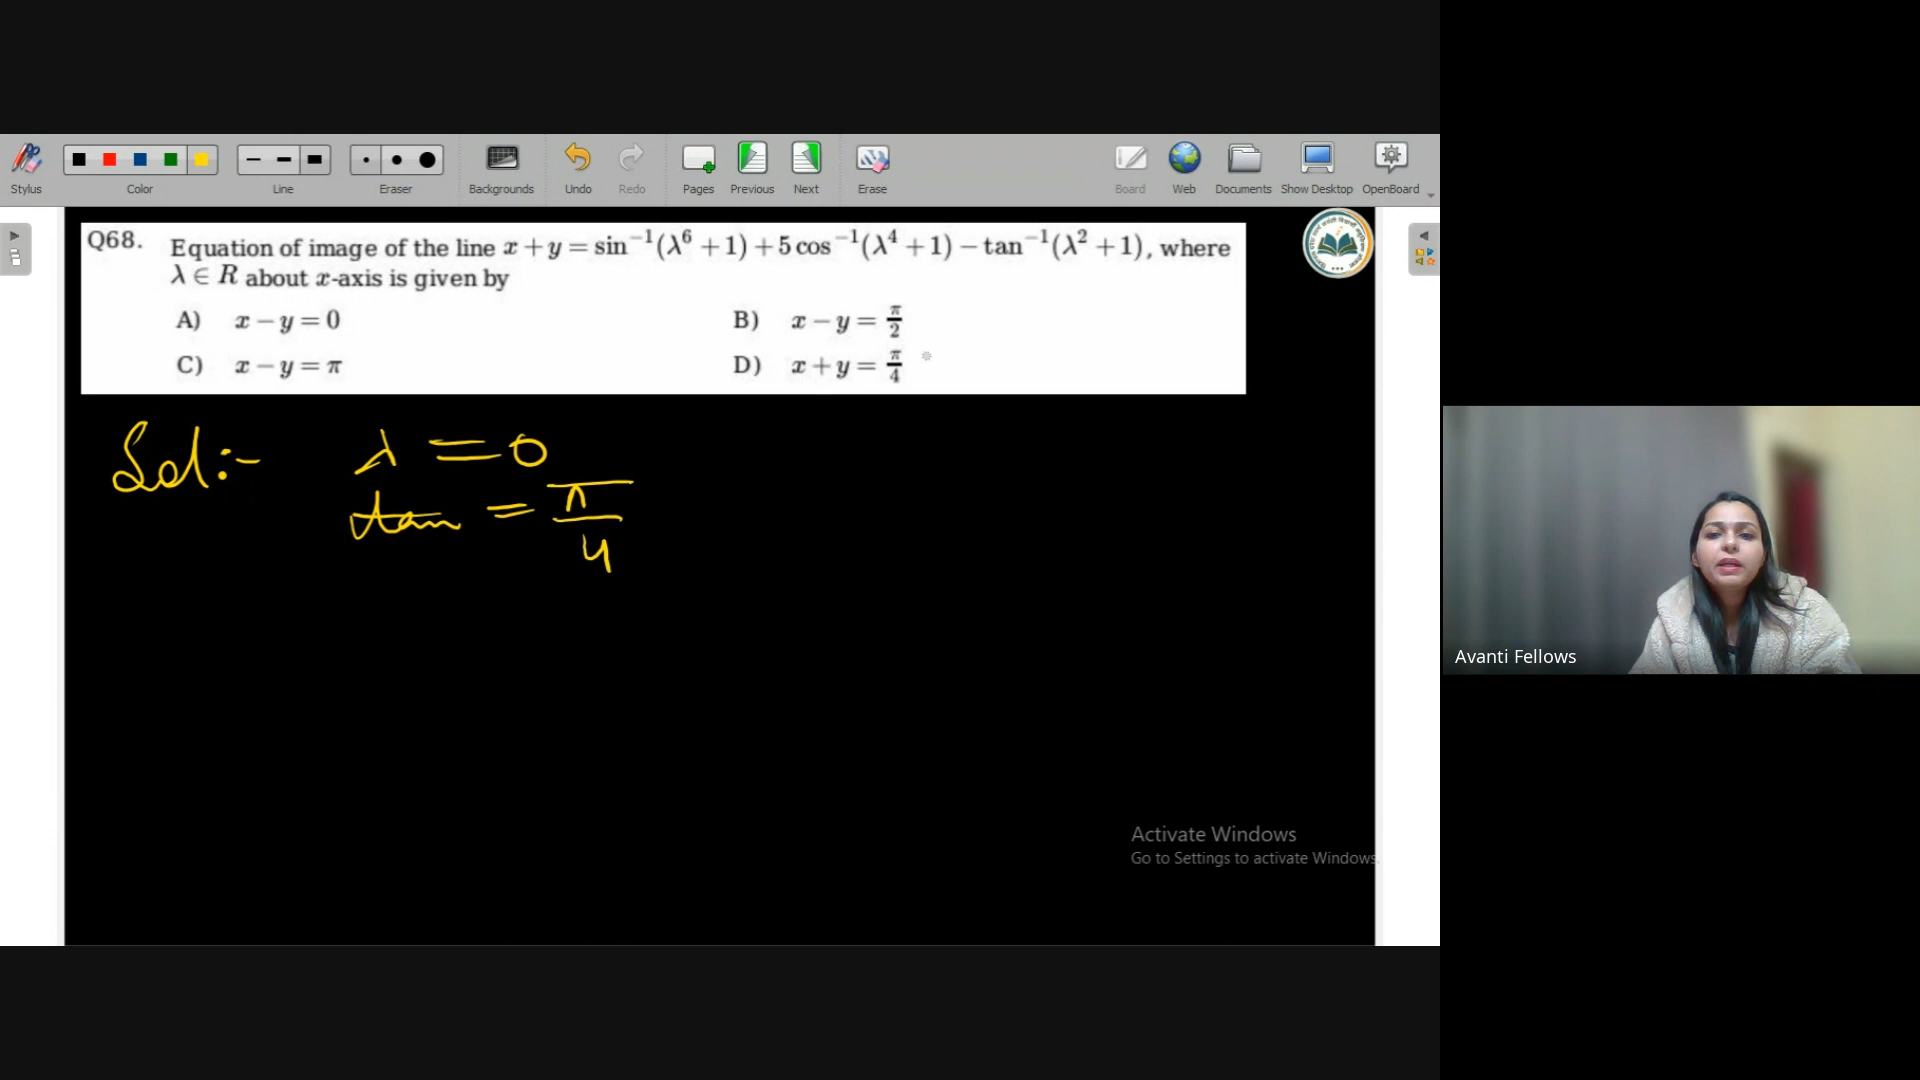 Stylus Color Line Eraser Backgrounds Undo Redo Pages Previous Next Erase Board Web Documents Show Desktop OpenBoard
Q68. Equation of image of the line x + y = sin⁻¹(λ⁶ + 1) + 5 cos⁻¹(λ⁴ + 1) − tan⁻¹(λ² + 1), where
λ ∈ R about x-axis is given by
A) x − y = 0 B) x − y = π/2
C) x − y = π D) x + y = π/4
Sol:- λ = 0
tan = π/4
Avanti Fellows
Activate Windows
Go to Settings to activate Windows.